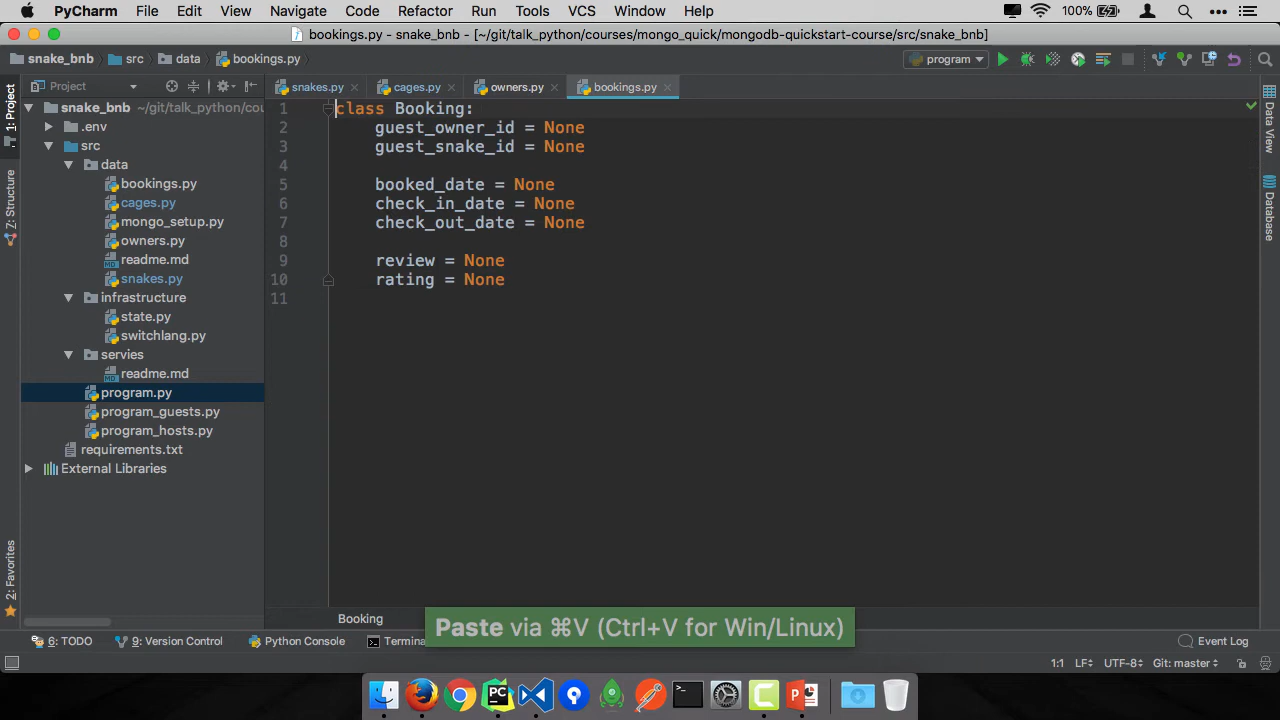 PyCharm File Edit View Navigate Code Refactor Run Tools VCS Window Help 100%
bookings.py – snake_bnb – [~/git/talk_python/courses/mongo_quick/mongodb-quickstart-course/src/snake_bnb]
snake_bnb src data bookings.py program
Project snakes.py cages.py owners.py bookings.py
1: Project
7: Structure
2: Favorites
snake_bnb ~/git/talk_python/cou
.env
src
data
bookings.py
cages.py
mongo_setup.py
owners.py
readme.md
snakes.py
infrastructure
state.py
switchlang.py
servies
readme.md
program.py
program_guests.py
program_hosts.py
requirements.txt
External Libraries
1 class Booking:
2 guest_owner_id = None
3 guest_snake_id = None
4
5 booked_date = None
6 check_in_date = None
7 check_out_date = None
8
9 review = None
10 rating = None
11
Data View
Database
Booking
Paste via ⌘V (Ctrl+V for Win/Linux)
6: TODO 9: Version Control Python Console Termina Event Log
1:1 LF÷ UTF-8÷ Git: master÷